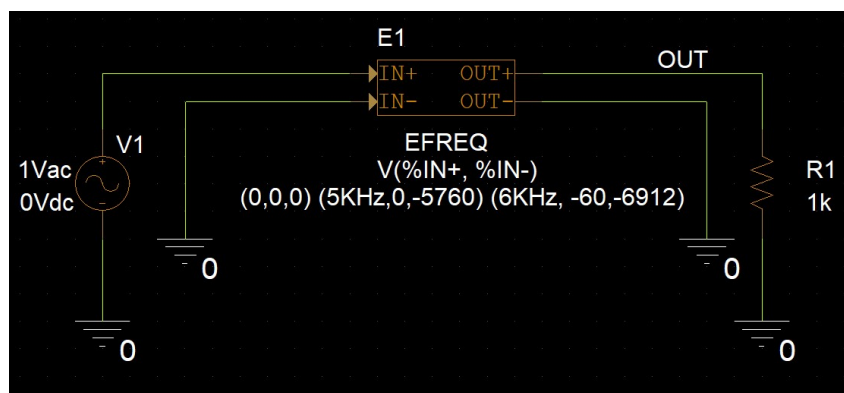 E1
OUT
IN+ OUT+
IN- OUT-
V1
EFREQ
1Vac
V(%IN+, %IN-)
R1
0Vdc
(0,0,0) (5KHz,0,-5760) (6KHz, -60,-6912)
1k
+
-
0
0
0
0